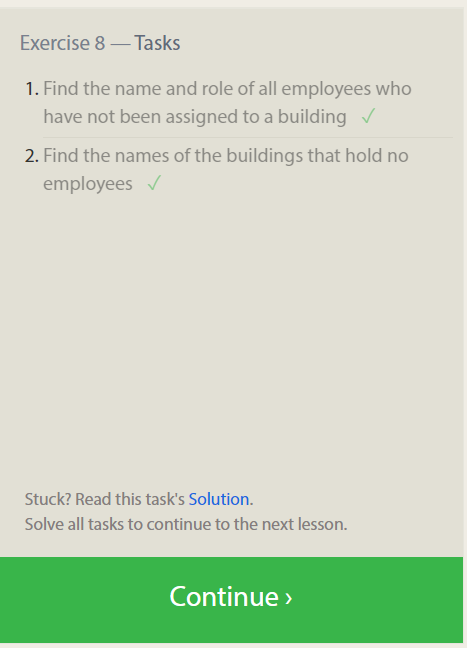 Exercise 8 — Tasks
1. Find the name and role of all employees who
have not been assigned to a building ✓
2. Find the names of the buildings that hold no
employees ✓
Stuck? Read this task's Solution.
Solve all tasks to continue to the next lesson.
Continue ›